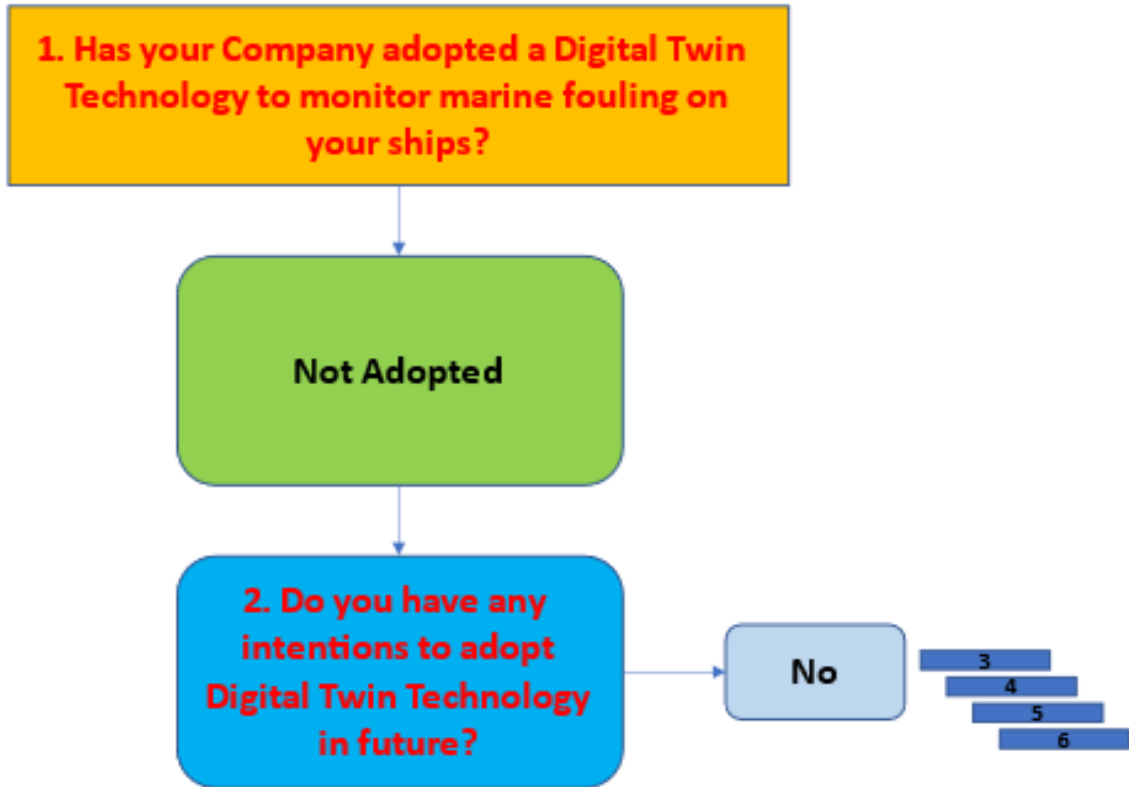 1. Has your Company adopted a Digital Twin
Technology to monitor marine fouling on
your ships?
Not Adopted
2. Do you have any
intentions to adopt
Digital Twin Technology
in future?
No
3
4
5
6